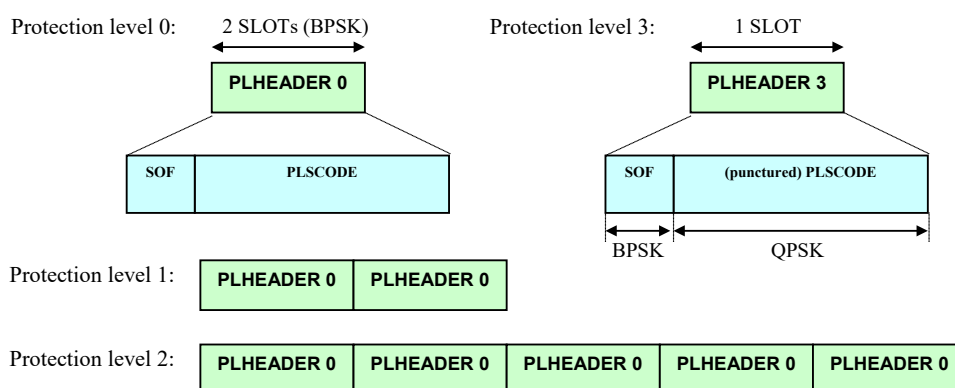 Protection level 0: 2 SLOTs (BPSK)
PLHEADER 0
SOF PLSCODE
Protection level 3: 1 SLOT
PLHEADER 3
SOF (punctured) PLSCODE
BPSK QPSK
Protection level 1: PLHEADER 0 PLHEADER 0
Protection level 2: PLHEADER 0 PLHEADER 0 PLHEADER 0 PLHEADER 0 PLHEADER 0